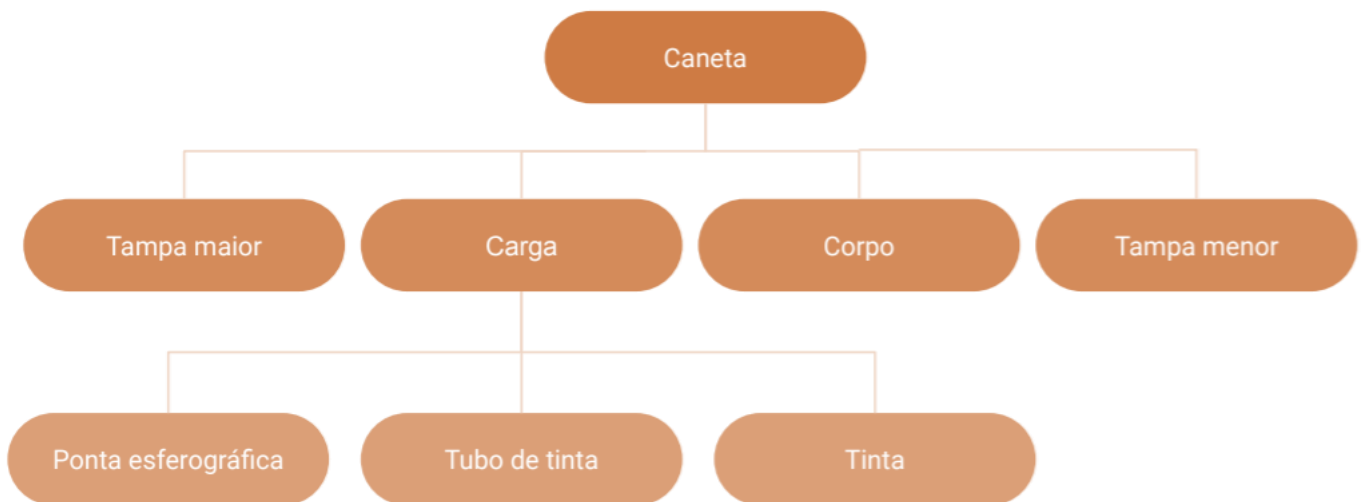 Caneta
Tampa maior
Carga
Corpo
Tampa menor
Ponta esferográfica
Tubo de tinta
Tinta